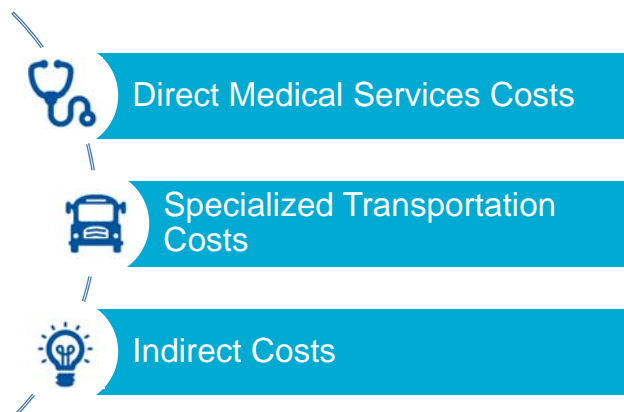 Direct Medical Services Costs
Specialized Transportation
Costs
Indirect Costs